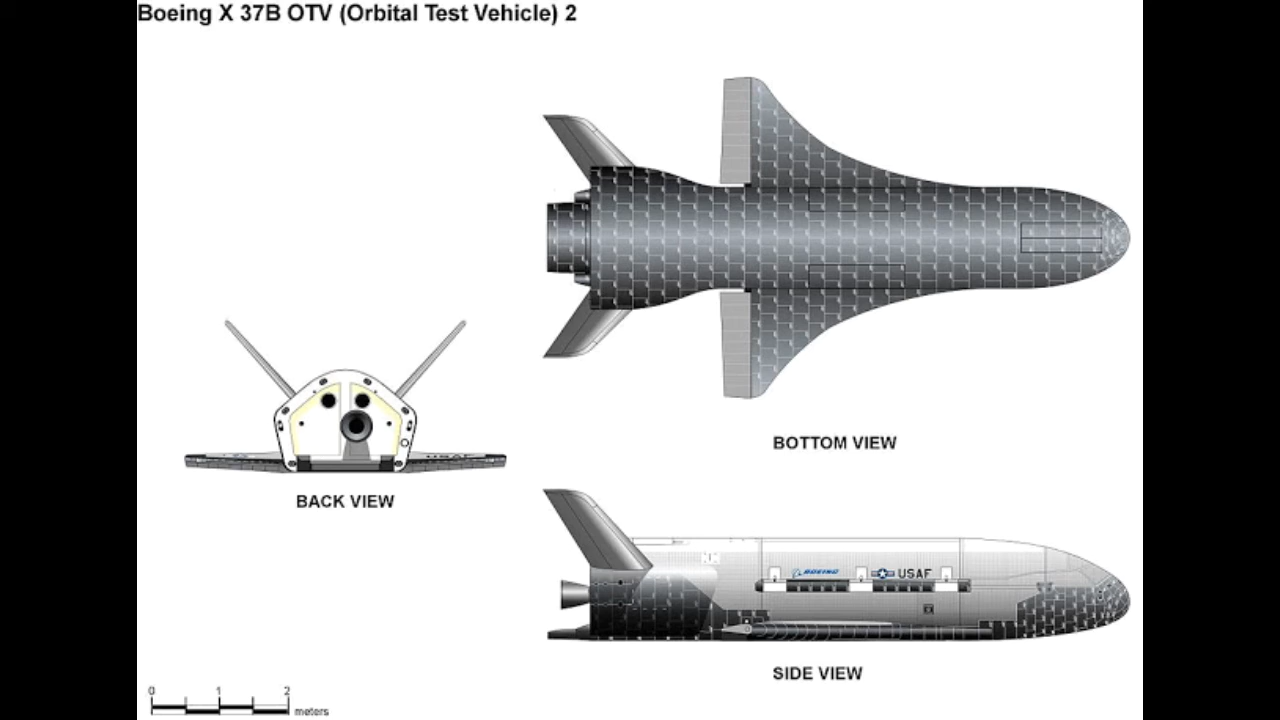 Boeing X 37B OTV (Orbital Test Vehicle) 2
BOTTOM VIEW
USAF
BACK VIEW
BOEING
USAF
SIDE VIEW
0 1 2
meters